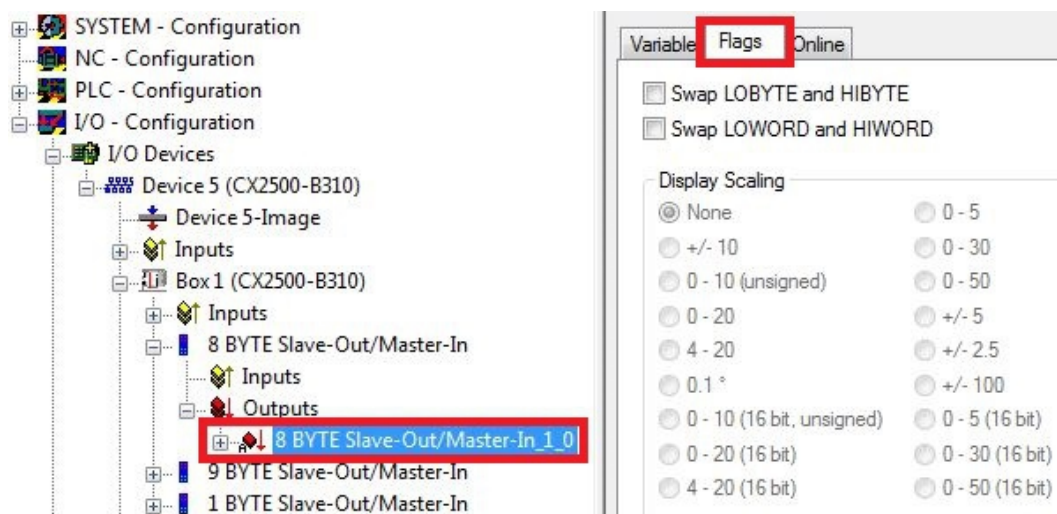 SYSTEM - Configuration
NC - Configuration
PLC - Configuration
I/O - Configuration
I/O Devices
Device 5 (CX2500-B310)
Device 5-Image
Inputs
Box 1 (CX2500-B310)
Inputs
8 BYTE Slave-Out/Master-In
Inputs
Outputs
8 BYTE Slave-Out/Master-In_1_0
9 BYTE Slave-Out/Master-In
1 BYTE Slave-Out/Master-In
Variable Flags Online
Swap LOBYTE and HIBYTE
Swap LOWORD and HIWORD
Display Scaling
None 0 - 5
+/- 10 0 - 30
0 - 10 (unsigned) 0 - 50
0 - 20 +/- 5
4 - 20 +/- 2.5
0.1 ° +/- 100
0 - 10 (16 bit, unsigned) 0 - 5 (16 bit)
0 - 20 (16 bit) 0 - 30 (16 bit)
4 - 20 (16 bit) 0 - 50 (16 bit)